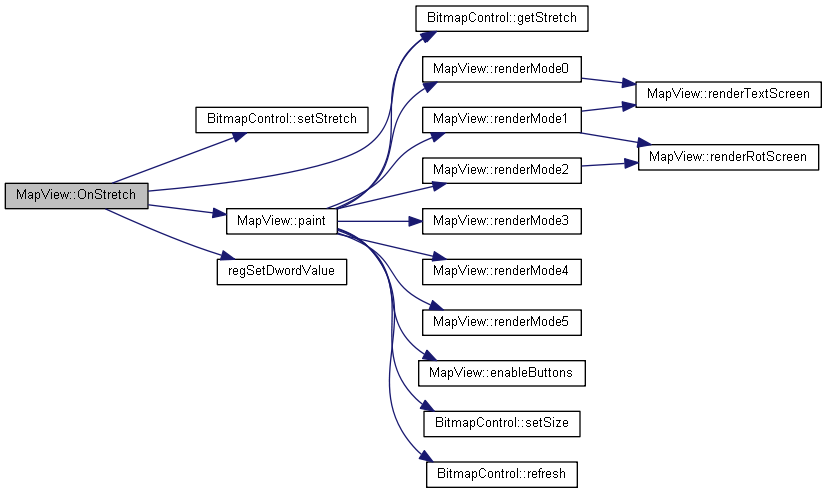 BitmapControl::getStretch
MapView::renderMode0
MapView::renderTextScreen
BitmapControl::setStretch
MapView::renderMode1
MapView::renderRotScreen
MapView::renderMode2
MapView::OnStretch
MapView::paint
MapView::renderMode3
regSetDwordValue
MapView::renderMode4
MapView::renderMode5
MapView::enableButtons
BitmapControl::setSize
BitmapControl::refresh